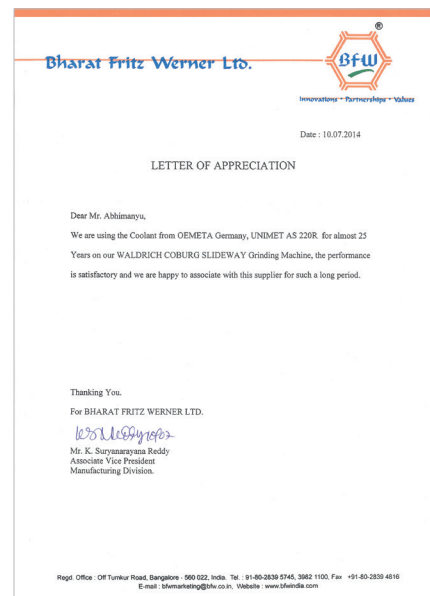 ®
BFW
Bharat Fritz Werner Ltd.
Innovations • Partnerships • Values
Date : 10.07.2014
LETTER OF APPRECIATION
Dear Mr. Abhimanyu,
We are using the Coolant from OEMETA Germany, UNIMET AS 220R for almost 25
Years on our WALDRICH COBURG SLIDEWAY Grinding Machine, the performance
is satisfactory and we are happy to associate with this supplier for such a long period.
Thanking You.
For BHARAT FRITZ WERNER LTD.
Mr. K. Suryanarayana Reddy
Associate Vice President
Manufacturing Division.
Regd. Office : Off Tumkur Road, Bangalore - 560 022, India. Tel. : 91-80-2839 5745, 3982 1100, Fax +91-80-2839 4816
E-mail : bfwmarketing@bfw.co.in, Website : www.bfwindia.com